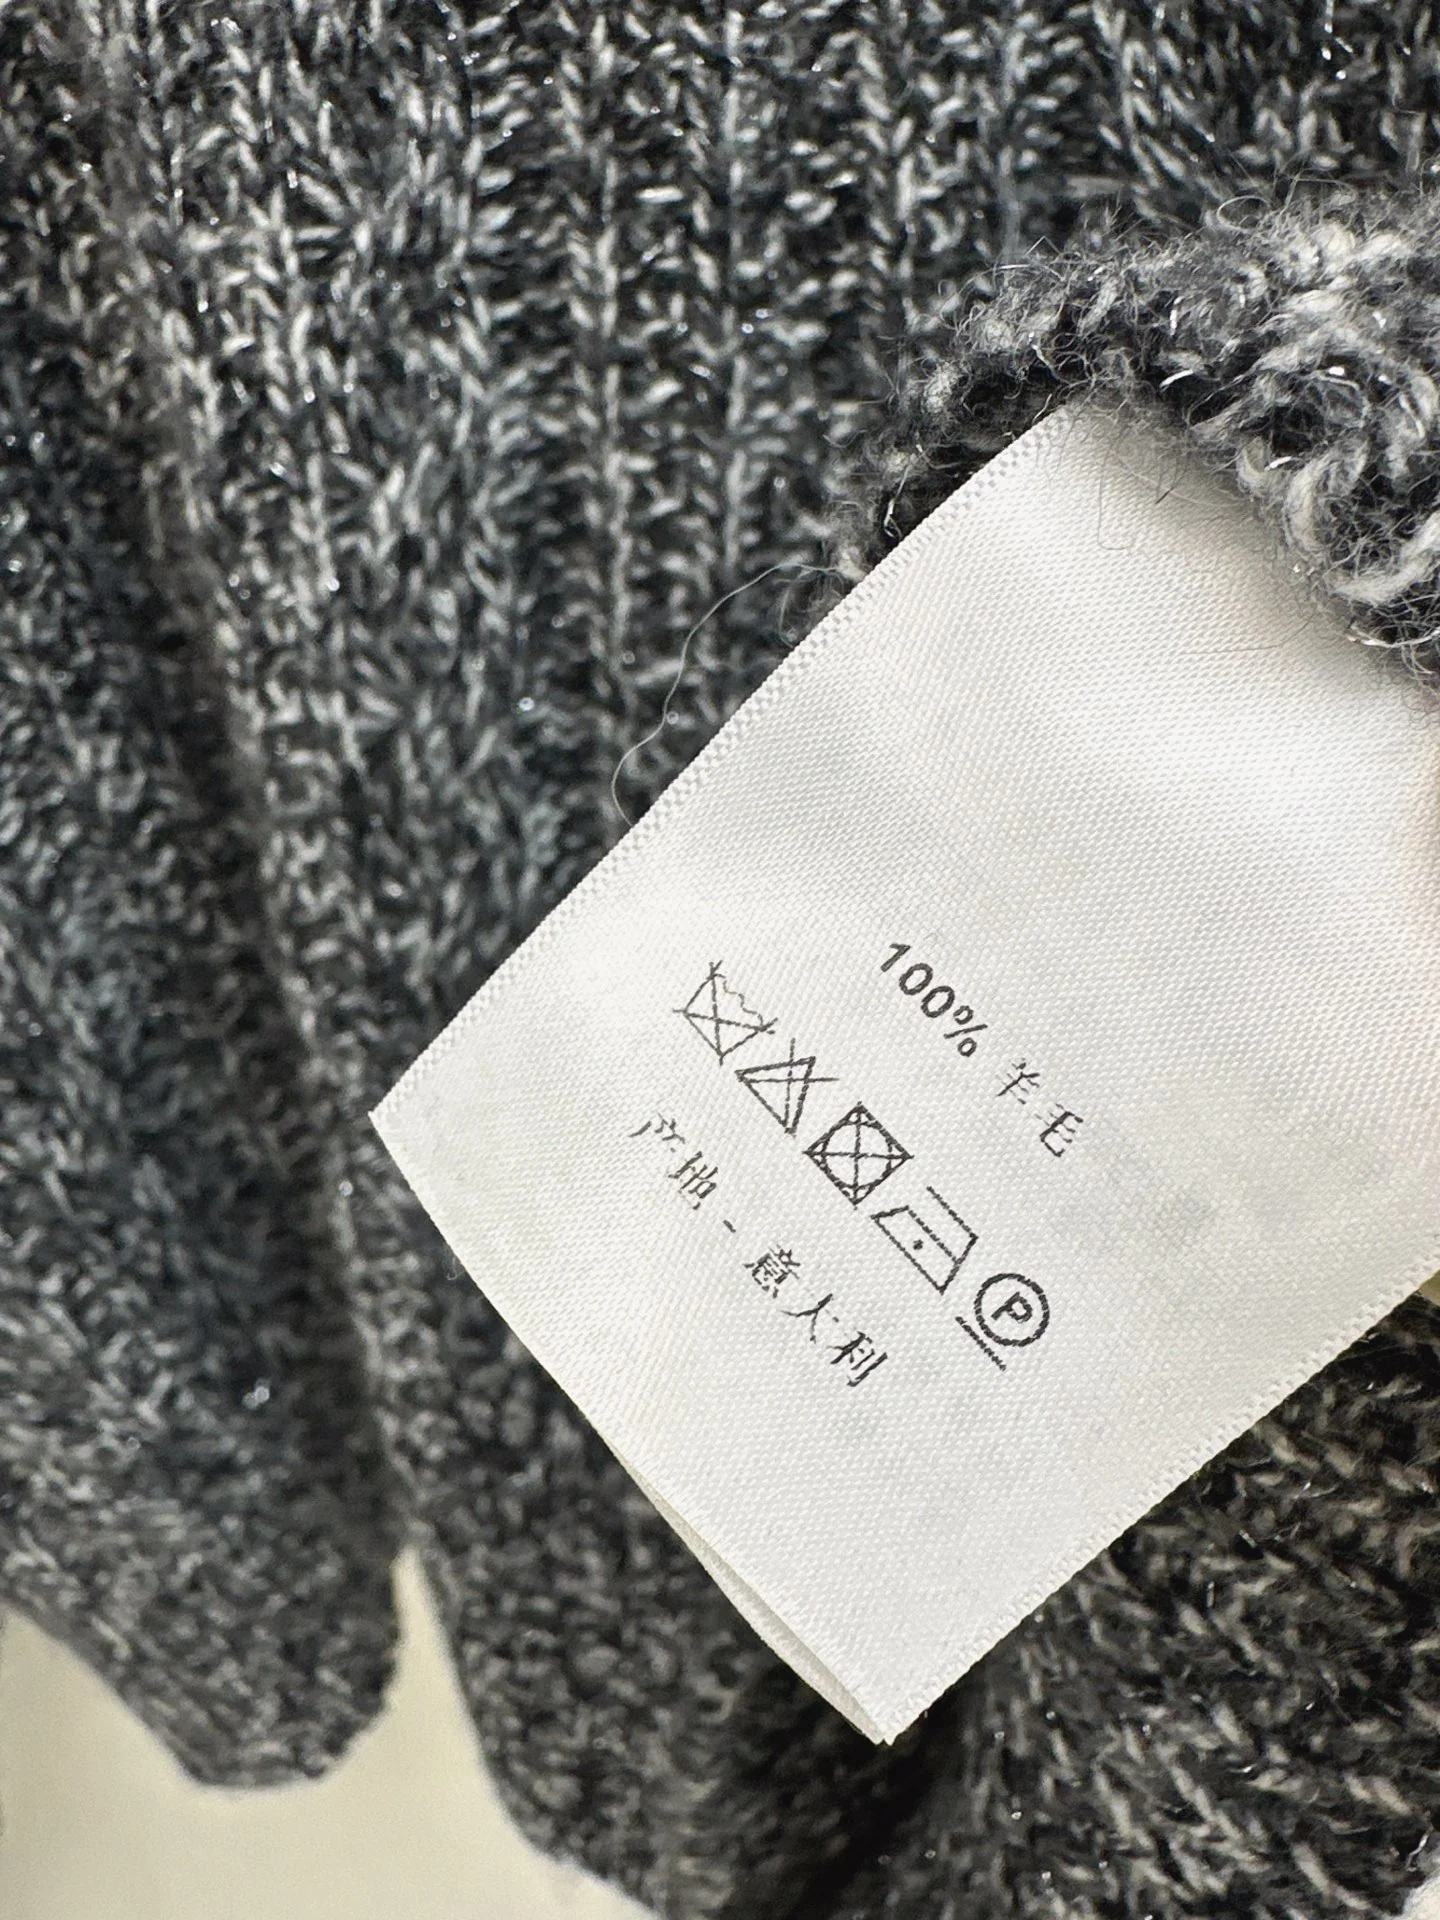 100% 羊毛
P
产地 - 意大利